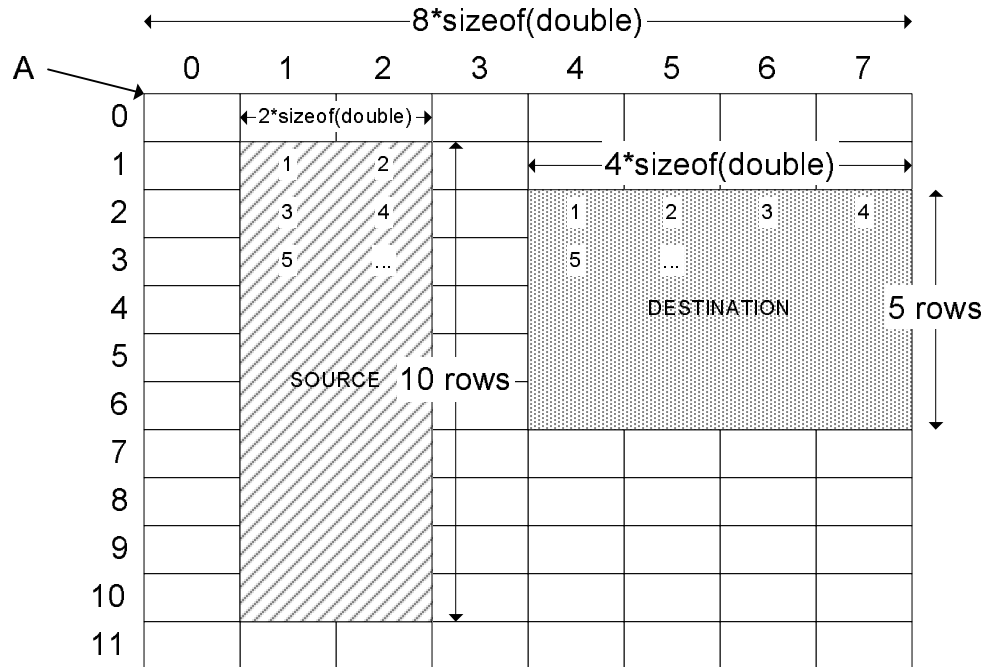 8*sizeof(double)
A
0 1 2 3 4 5 6 7
0 2*sizeof(double)
1 1 2 4*sizeof(double)
2 3 4 1 2 3 4
3 5 ... 5 ...
4 DESTINATION 5 rows
5
SOURCE 10 rows
6
7
8
9
10
11